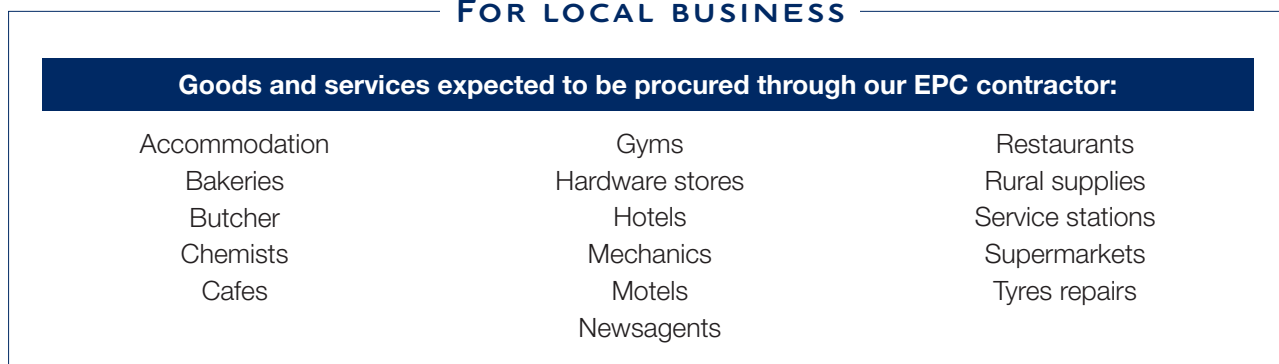 FOR LOCAL BUSINESS
Goods and services expected to be procured through our EPC contractor:
Accommodation
Bakeries
Butcher
Chemists
Cafes
Gyms
Hardware stores
Hotels
Mechanics
Motels
Newsagents
Restaurants
Rural supplies
Service stations
Supermarkets
Tyres repairs